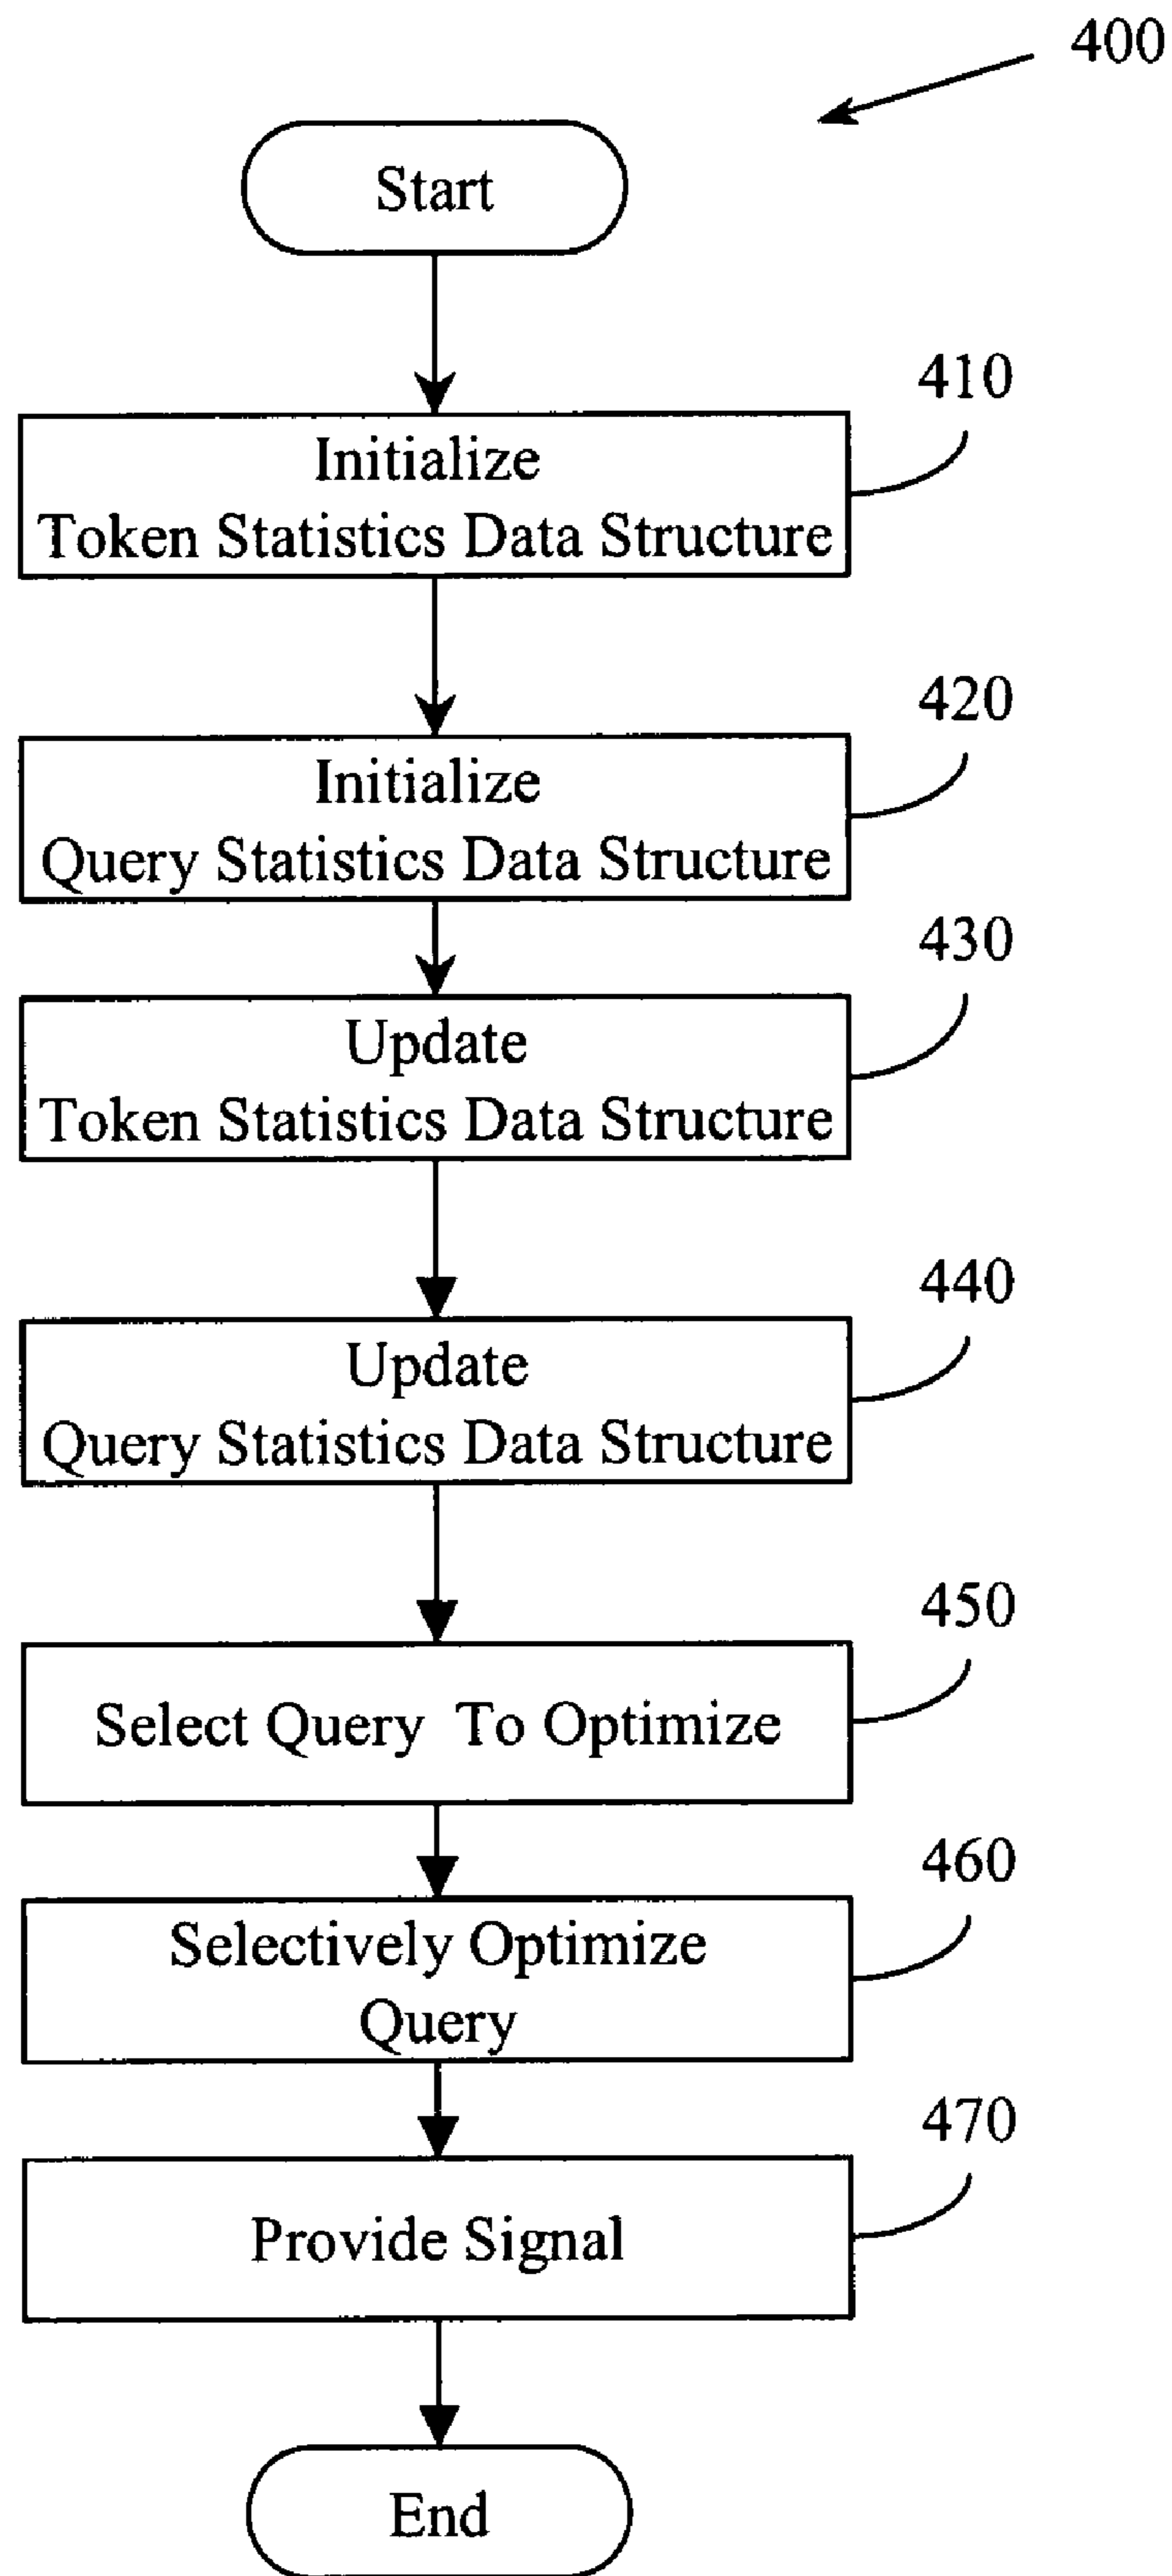 400
Start
410
Initialize
Token Statistics Data Structure
420
Initialize
Query Statistics Data Structure
430
Update
Token Statistics Data Structure
440
Update
Query Statistics Data Structure
450
Select Query To Optimize
460
Selectively Optimize
Query
470
Provide Signal
End